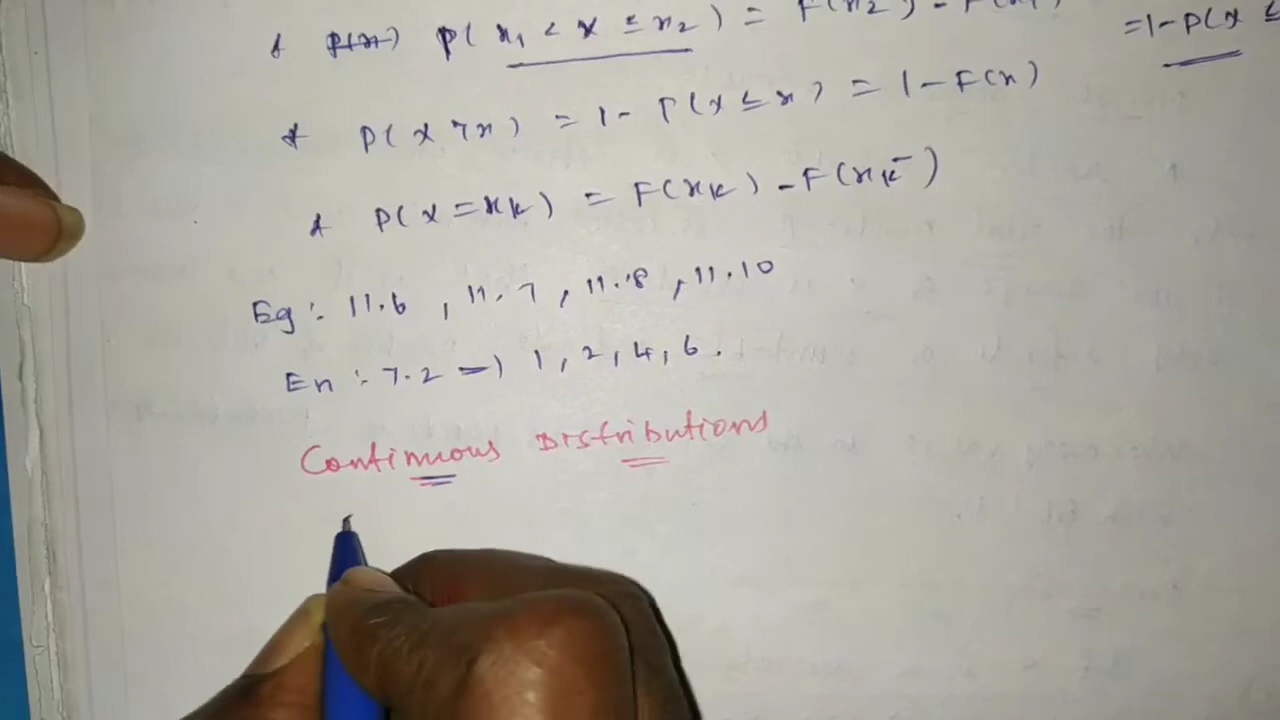 P(x) P( x1 < X ≤ x2 ) = F(x2) - F(x1)
= 1 - P(X ≤
* P( X > x ) = 1 - P( X ≤ x ) = 1 - F(x)
* P( X = xk ) = F(xk) - F(xk⁻)
Eg :- 11.6 , 11.7 , 11.8 , 11.10
Ex :- 7.2 => 1, 2, 4, 6.
Continuous Distributions